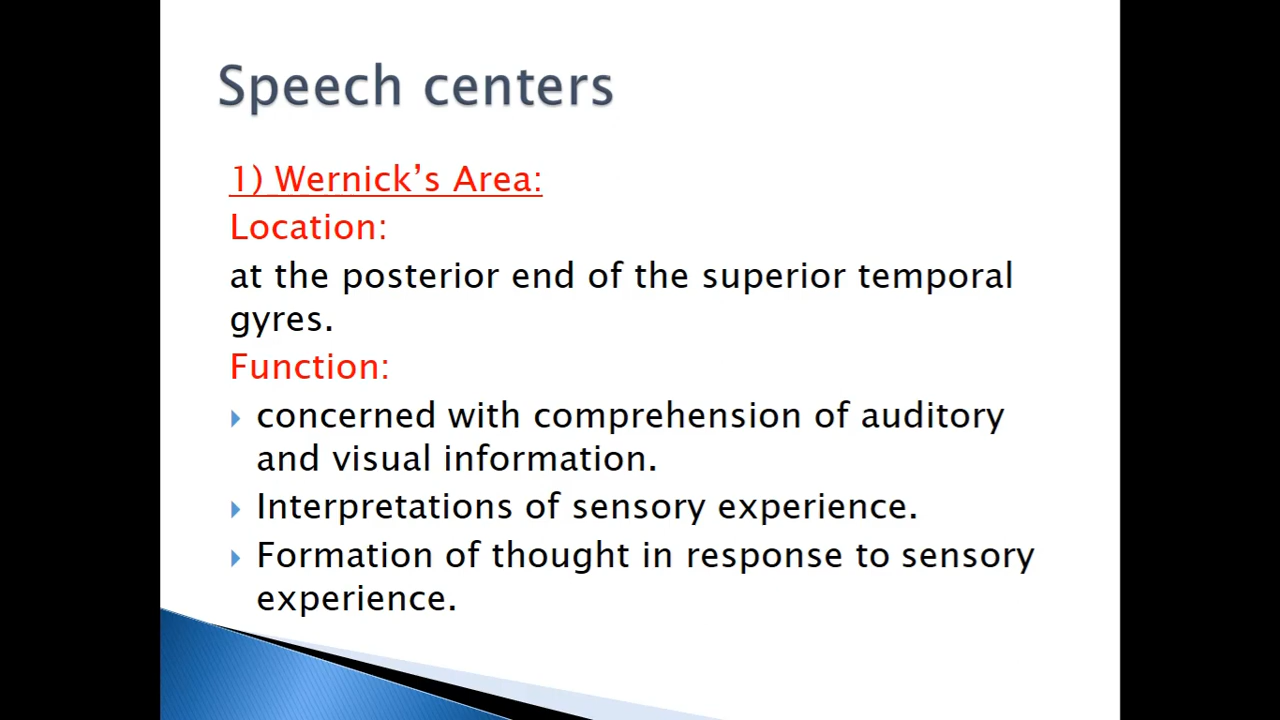 Speech centers
1) Wernick’s Area:
Location:
at the posterior end of the superior temporal
gyres.
Function:
concerned with comprehension of auditory
and visual information.
Interpretations of sensory experience.
Formation of thought in response to sensory
experience.